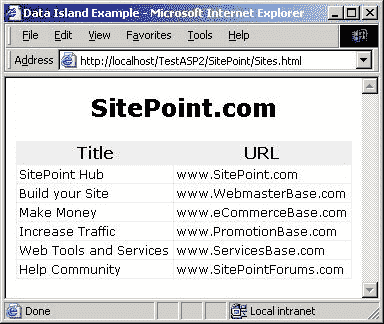 Data Island Example - Microsoft Internet Explorer
File Edit View Favorites Tools Help
Address http://localhost/TestASP2/SitePoint/Sites.html
SitePoint.com
Title URL
SitePoint Hub www.SitePoint.com
Build your Site www.WebmasterBase.com
Make Money www.eCommerceBase.com
Increase Traffic www.PromotionBase.com
Web Tools and Services www.ServicesBase.com
Help Community www.SitePointForums.com
Done Local intranet